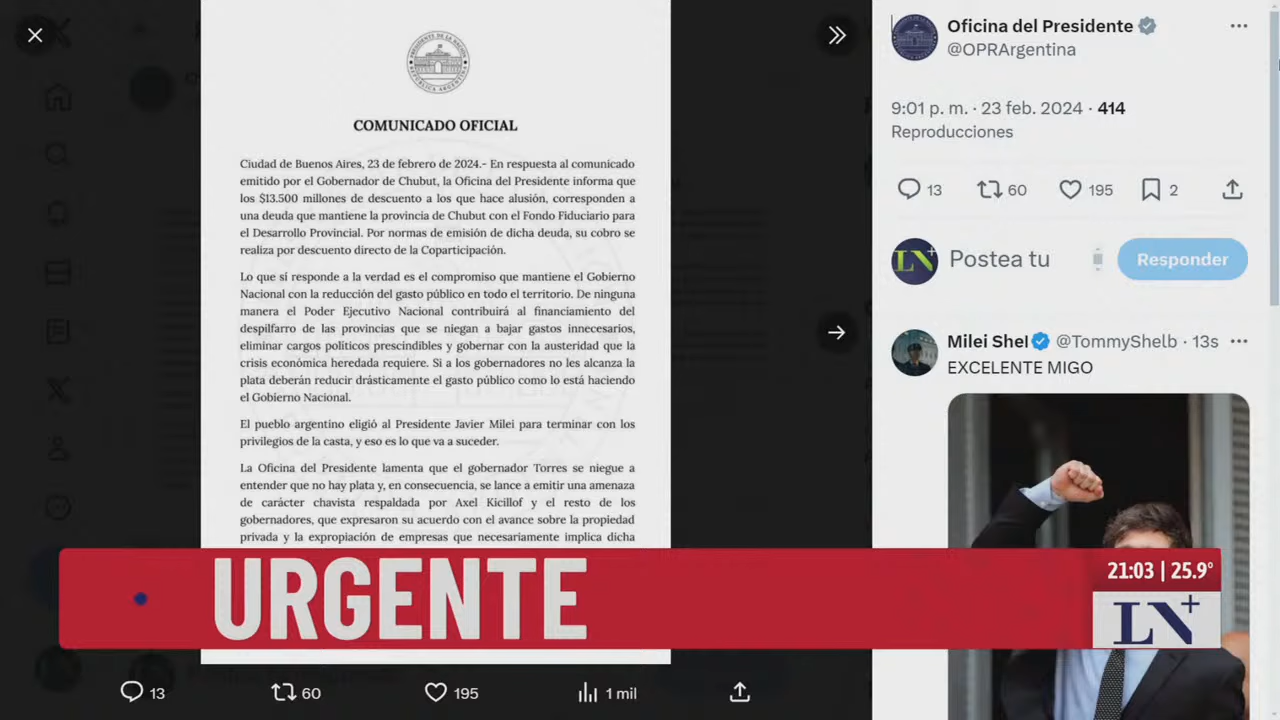 COMUNICADO OFICIAL
Ciudad de Buenos Aires, 23 de febrero de 2024.- En respuesta al comunicado
emitido por el Gobernador de Chubut, la Oficina del Presidente informa que
los $13.500 millones de descuento a los que hace alusión, corresponden a
una deuda que mantiene la provincia de Chubut con el Fondo Fiduciario para
el Desarrollo Provincial. Por normas de emisión de dicha deuda, su cobro se
realiza por descuento directo de la Coparticipación.
Lo que sí responde a la verdad es el compromiso que mantiene el Gobierno
Nacional con la reducción del gasto público en todo el territorio. De ninguna
manera el Poder Ejecutivo Nacional contribuirá al financiamiento del
despilfarro de las provincias que se niegan a bajar gastos innecesarios,
eliminar cargos políticos prescindibles y gobernar con la austeridad que la
crisis económica heredada requiere. Si a los gobernadores no les alcanza la
plata deberán reducir drásticamente el gasto público como lo está haciendo
el Gobierno Nacional.
El pueblo argentino eligió al Presidente Javier Milei para terminar con los
privilegios de la casta, y eso es lo que va a suceder.
La Oficina del Presidente lamenta que el gobernador Torres se niegue a
entender que no hay plata y, en consecuencia, se lance a emitir una amenaza
de carácter chavista respaldada por Axel Kicillof y el resto de los
gobernadores, que expresaron su acuerdo con el avance sobre la propiedad
privada y la expropiación de empresas que necesariamente implica dicha
13 60 195 1 mil
Oficina del Presidente
@OPRArgentina
9:01 p. m. · 23 feb. 2024 · 414
Reproducciones
13 60 195 2
LN+ Postea tu Responder
Milei Shel @TommyShelb · 13s
EXCELENTE MIGO
URGENTE
21:03 | 25.9°
LN+